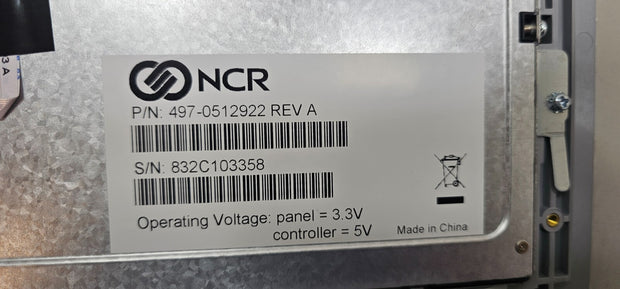 NCR
P/N: 497-0512922 REV A
S/N: 832C103358
Operating Voltage: panel = 3.3V
controller = 5V
Made in China